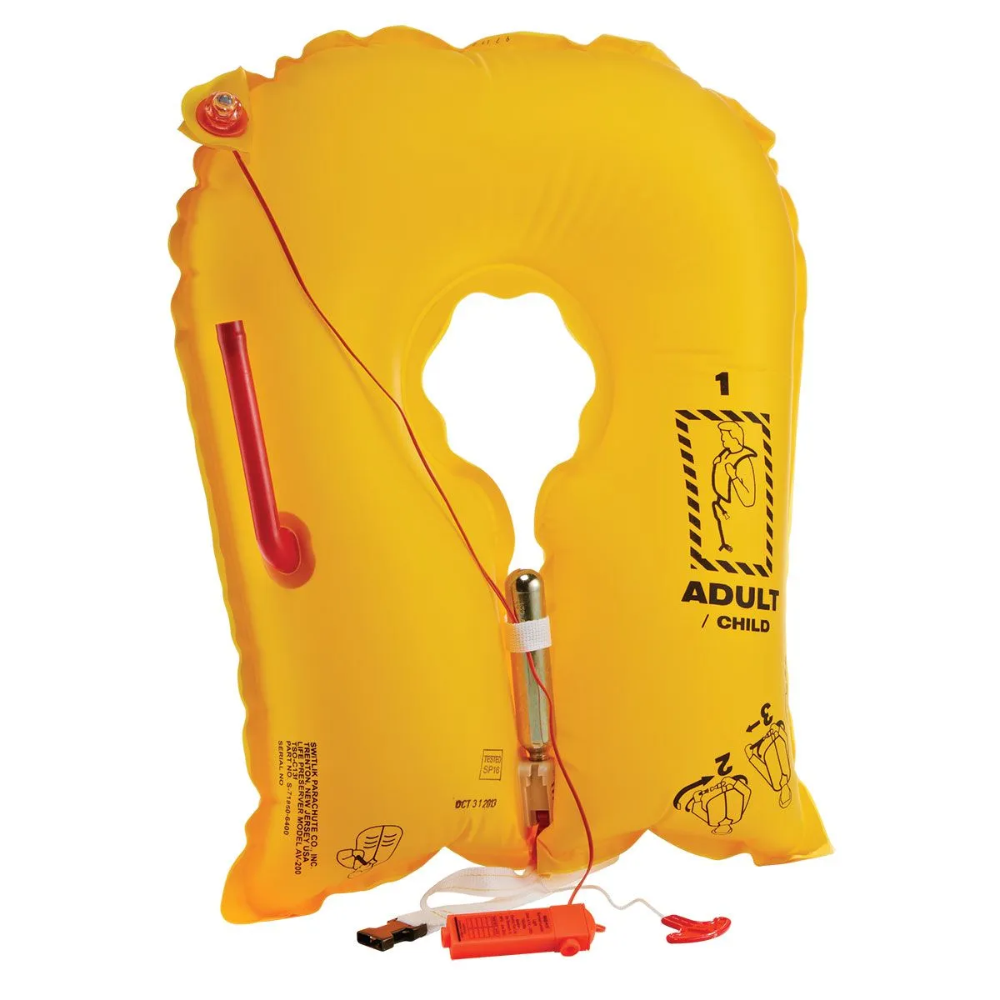 1
ADULT
/ CHILD
3
2
TESTED
SP16
OCT 31 2013
SWITLIK PARACHUTE CO., INC.
TRENTON, NEW JERSEY USA
LIFE PRESERVER MODEL AV-200
TSO-C13f
PART NO. S-71850-6400
SERIAL NO